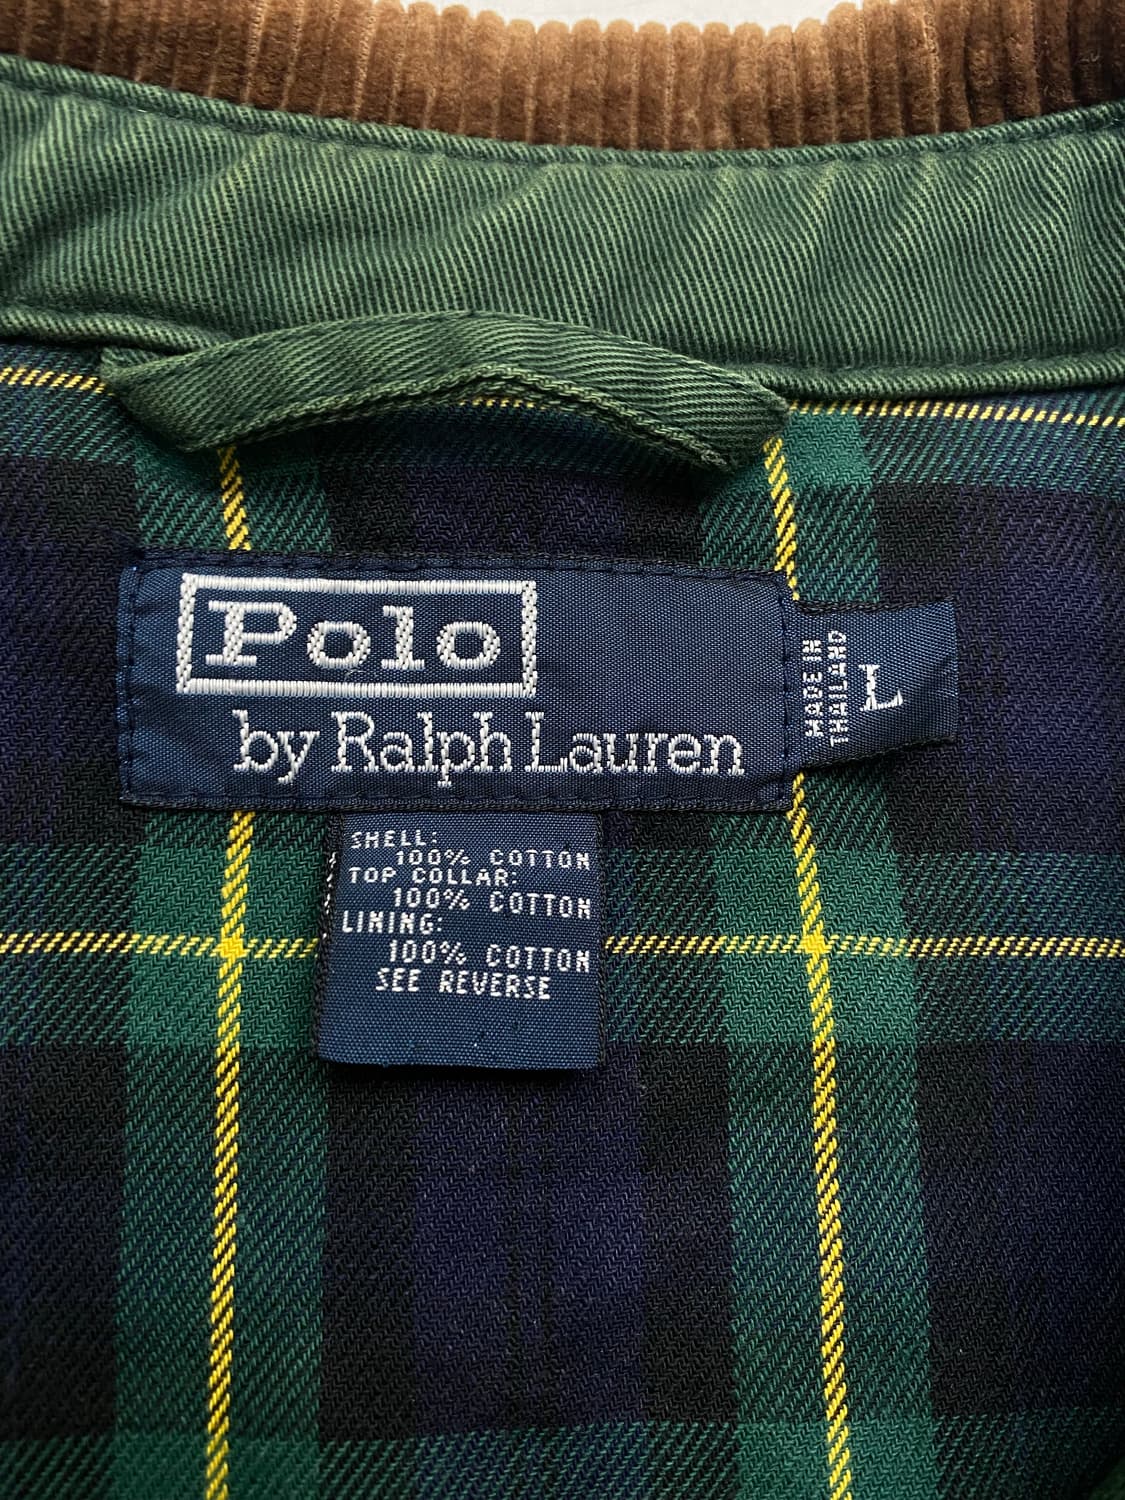 Polo
by Ralph Lauren
MADE IN
THAILAND
L
SHELL:
100% COTTON
TOP COLLAR:
100% COTTON
LINING:
100% COTTON
SEE REVERSE